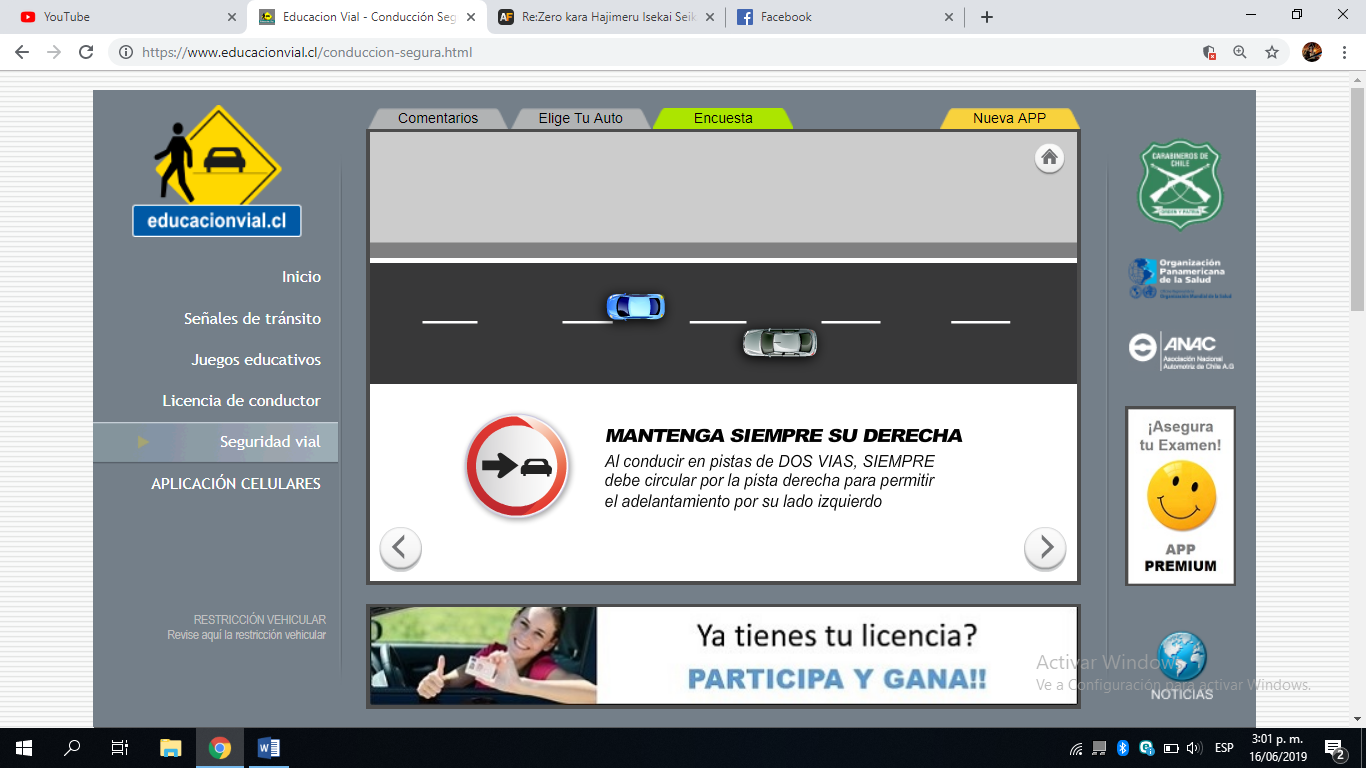 YouTube
Educacion Vial - Conducción Seg
Re:Zero kara Hajimeru Isekai Seik
Facebook
https://www.educacionvial.cl/conduccion-segura.html
educacionvial.cl
Inicio
Señales de tránsito
Juegos educativos
Licencia de conductor
Seguridad vial
APLICACIÓN CELULARES
RESTRICCIÓN VEHICULAR
Revise aquí la restricción vehicular
Comentarios
Elige Tu Auto
Encuesta
Nueva APP
MANTENGA SIEMPRE SU DERECHA
Al conducir en pistas de DOS VIAS, SIEMPRE
debe circular por la pista derecha para permitir
el adelantamiento por su lado izquierdo
Ya tienes tu licencia?
PARTICIPA Y GANA!!
CARABINEROS DE
CHILE
Organización
Panamericana
de la Salud
ANAC
Asociación Nacional
Automotriz de Chile A.G
¡Asegura
tu Examen!
APP
PREMIUM
NOTICIAS
Activar Windows
Ve a Configuración para activar Windows.
ESP
3:01 p. m.
16/06/2019
2